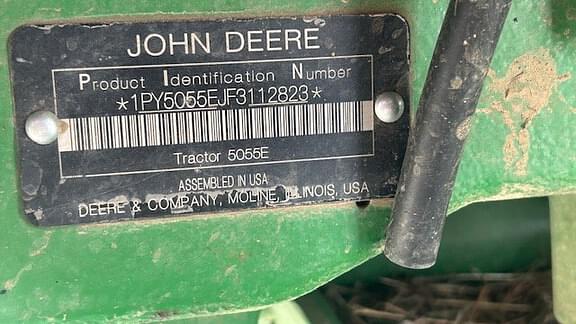 JOHN DEERE
Product Identification Number
*1PY5055EJF3112823*
Tractor 5055E
ASSEMBLED IN USA
DEERE & COMPANY, MOLINE, ILLINOIS, USA